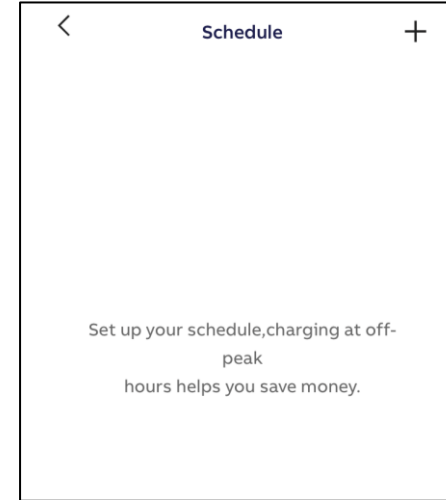 Schedule
Set up your schedule,charging at off-
peak
hours helps you save money.